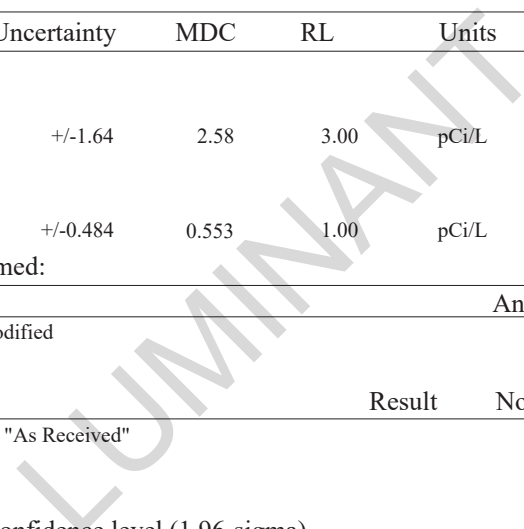 Uncertainty MDC RL Units
+/-1.64 2.58 3.00 pCi/L
+/-0.484 0.553 1.00 pCi/L
med:
An
odified
Result No
"As Received"
onfidence level (1.96-sigma)
LUMINANT